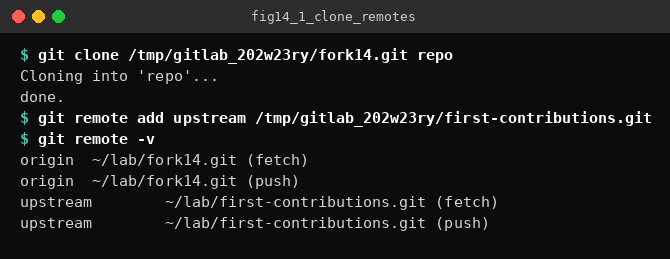 fig14_1_clone_remotes
$ git clone /tmp/gitlab_202w23ry/fork14.git repo
Cloning into 'repo'...
done.
$ git remote add upstream /tmp/gitlab_202w23ry/first-contributions.git
$ git remote -v
origin  ~/lab/fork14.git (fetch)
origin  ~/lab/fork14.git (push)
upstream        ~/lab/first-contributions.git (fetch)
upstream        ~/lab/first-contributions.git (push)